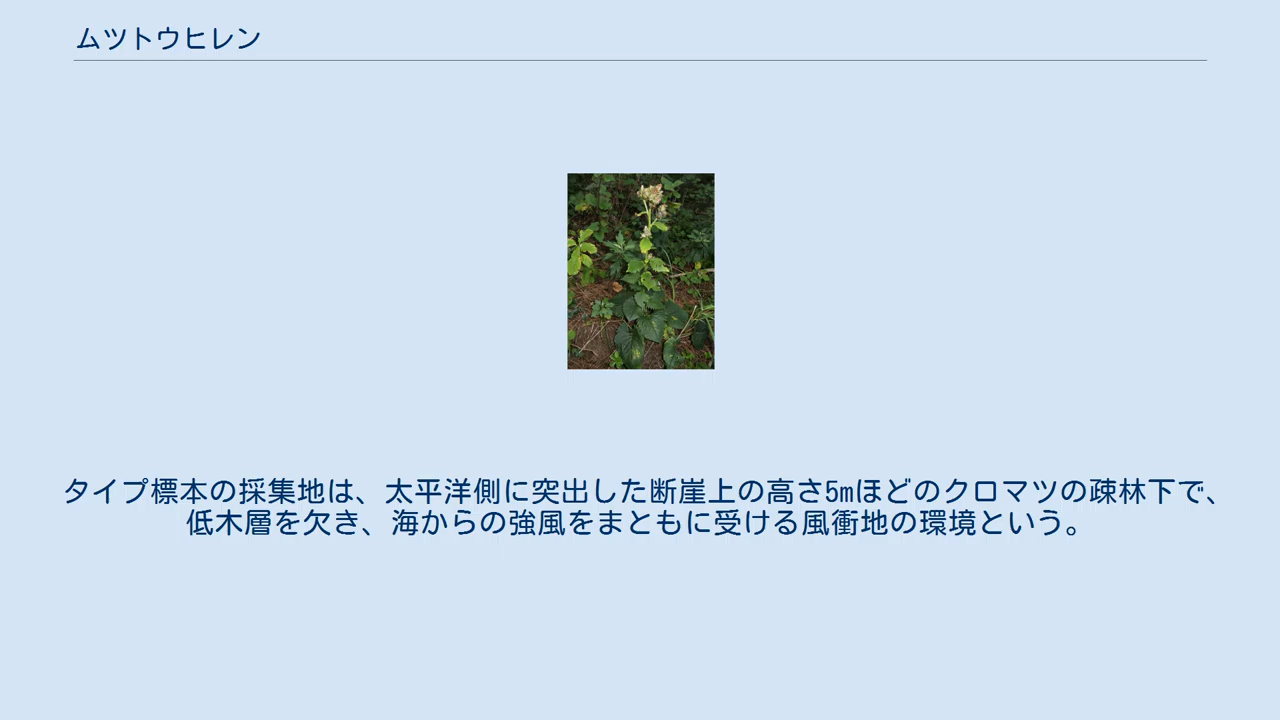 ムツトウヒレン
タイプ標本の採集地は、太平洋側に突出した断崖上の高さ5mほどのクロマツの疎林下で、
低木層を欠き、海からの強風をまともに受ける風衝地の環境という。